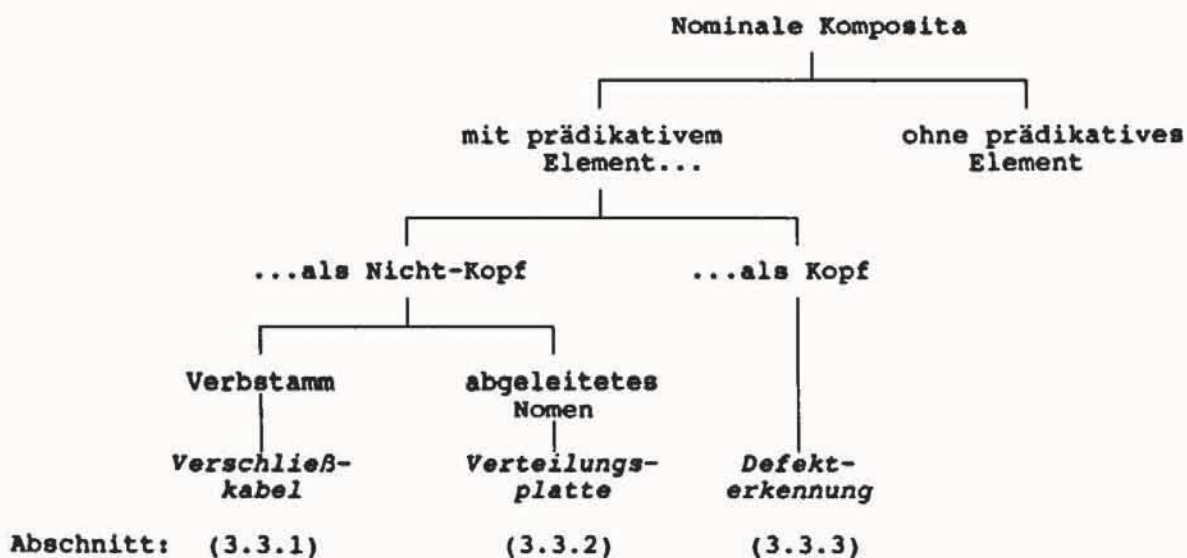 Nominale Komposita
mit prädikativem
Element...
ohne prädikatives
Element
...als Nicht-Kopf
...als Kopf
Verbstamm
abgeleitetes
Nomen
Verschließ-
kabel
Verteilungs-
platte
Defekt-
erkennung
Abschnitt: (3.3.1) (3.3.2) (3.3.3)